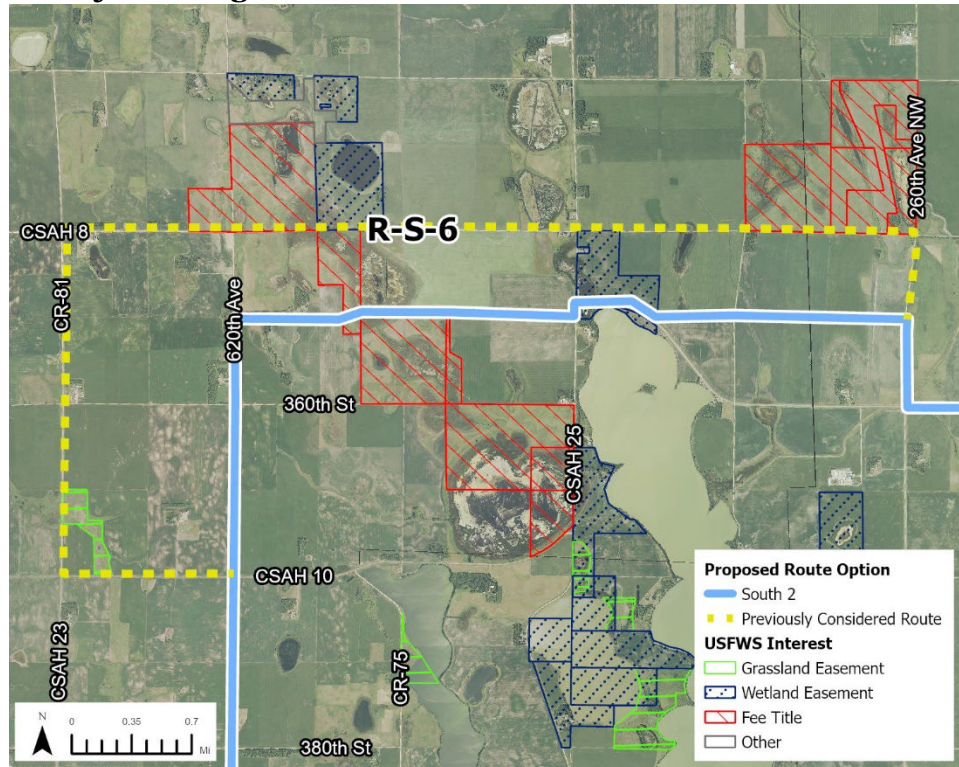 R-S-6
CSAH 8
CR-81
620th Ave
260th Ave NW
360th St
CSAH 25
CSAH 10
CSAH 23
CR-75
380th St
N
0 0.35 0.7
Mi
Proposed Route Option
South 2
Previously Considered Route
USFWS Interest
Grassland Easement
Wetland Easement
Fee Title
Other